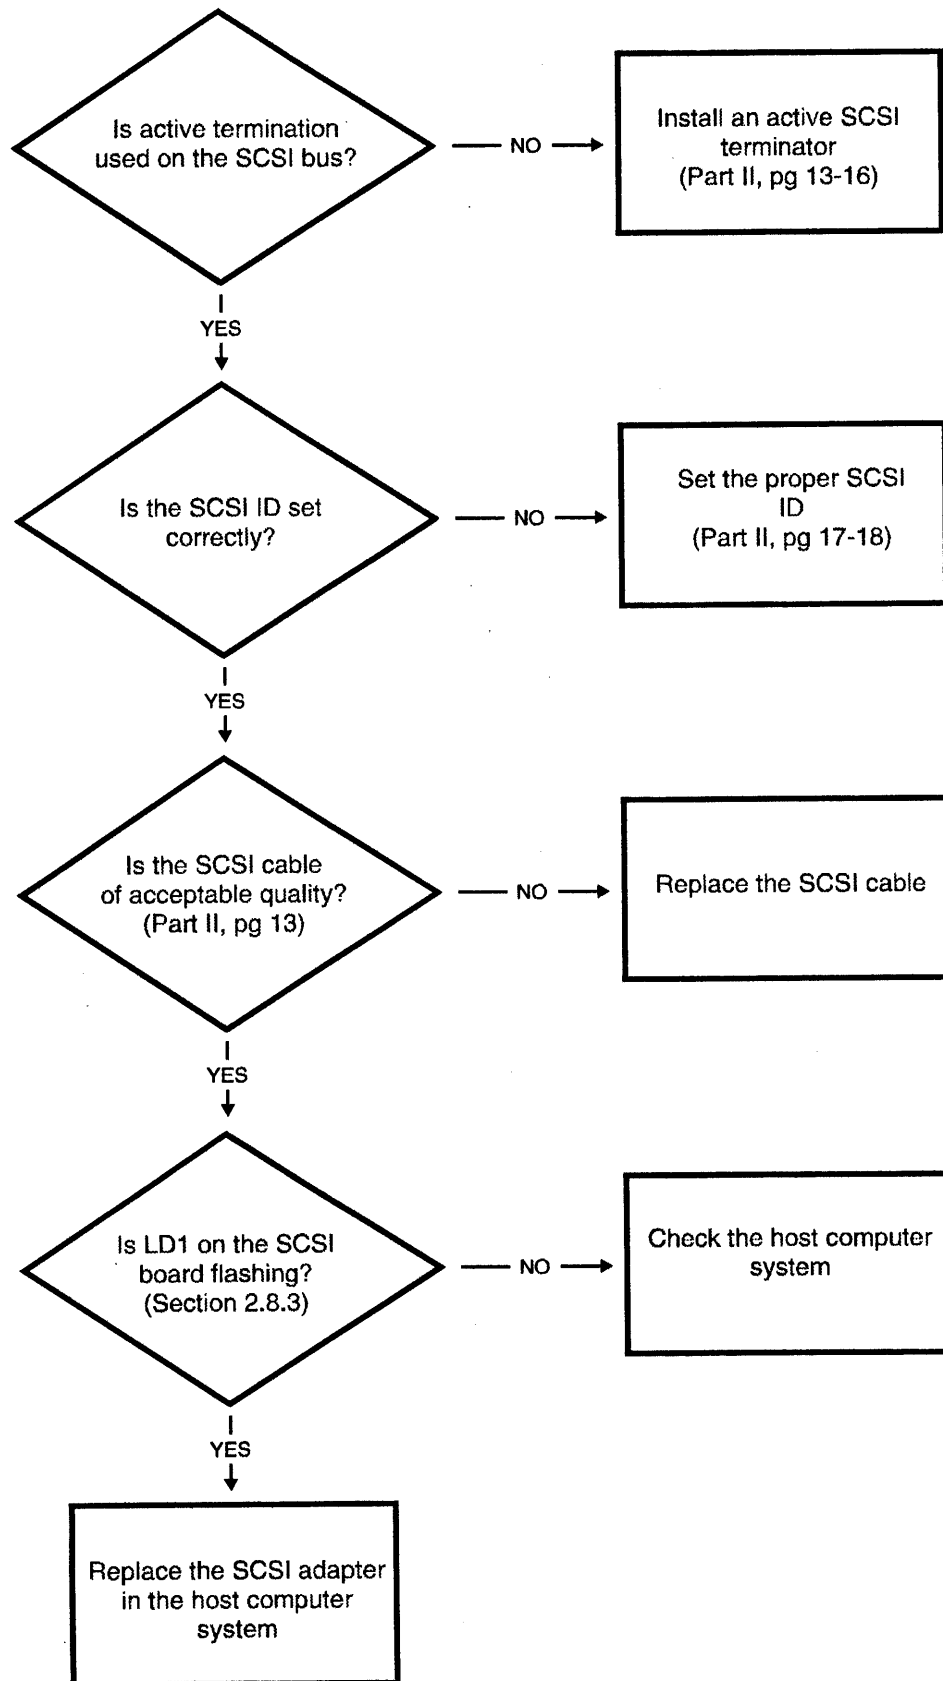 Is active termination
used on the SCSI bus?
NO
Install an active SCSI
terminator
(Part II, pg 13-16)
YES
Is the SCSI ID set
correctly?
NO
Set the proper SCSI
ID
(Part II, pg 17-18)
YES
Is the SCSI cable
of acceptable quality?
(Part II, pg 13)
NO
Replace the SCSI cable
YES
Is LD1 on the SCSI
board flashing?
(Section 2.8.3)
NO
Check the host computer
system
YES
Replace the SCSI adapter
in the host computer
system